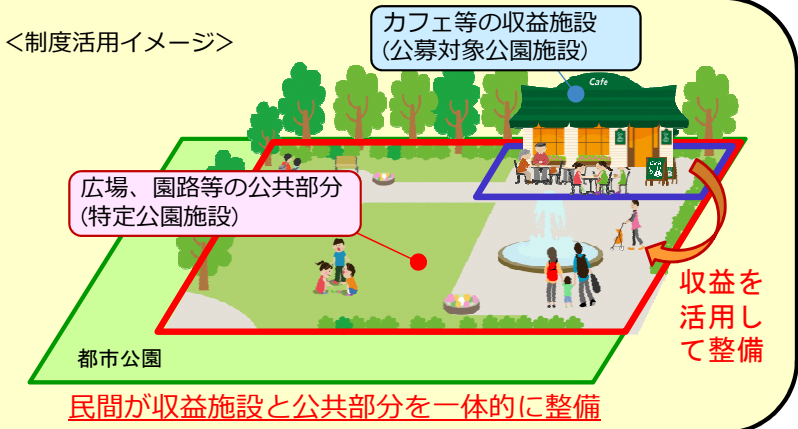 <制度活用イメージ>
カフェ等の収益施設
(公募対象公園施設)
Cafe
広場、園路等の公共部分
(特定公園施設)
収益を
活用し
て整備
都市公園
民間が収益施設と公共部分を一体的に整備